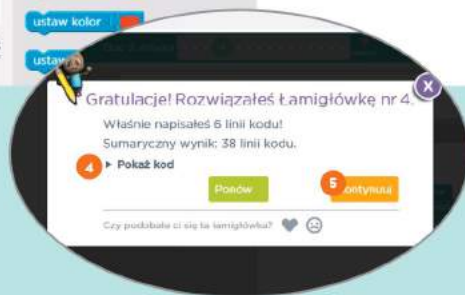 ustaw kolor
ustaw
X
Gratulacje! Rozwiązałeś Łamigłówkę nr 4.
Właśnie napisałeś 6 linii kodu!
Sumaryczny wynik: 38 linii kodu.
4 ▶ Pokaż kod
Ponów
5 ontynuuj
Czy podobała ci się ta łamigłówka?